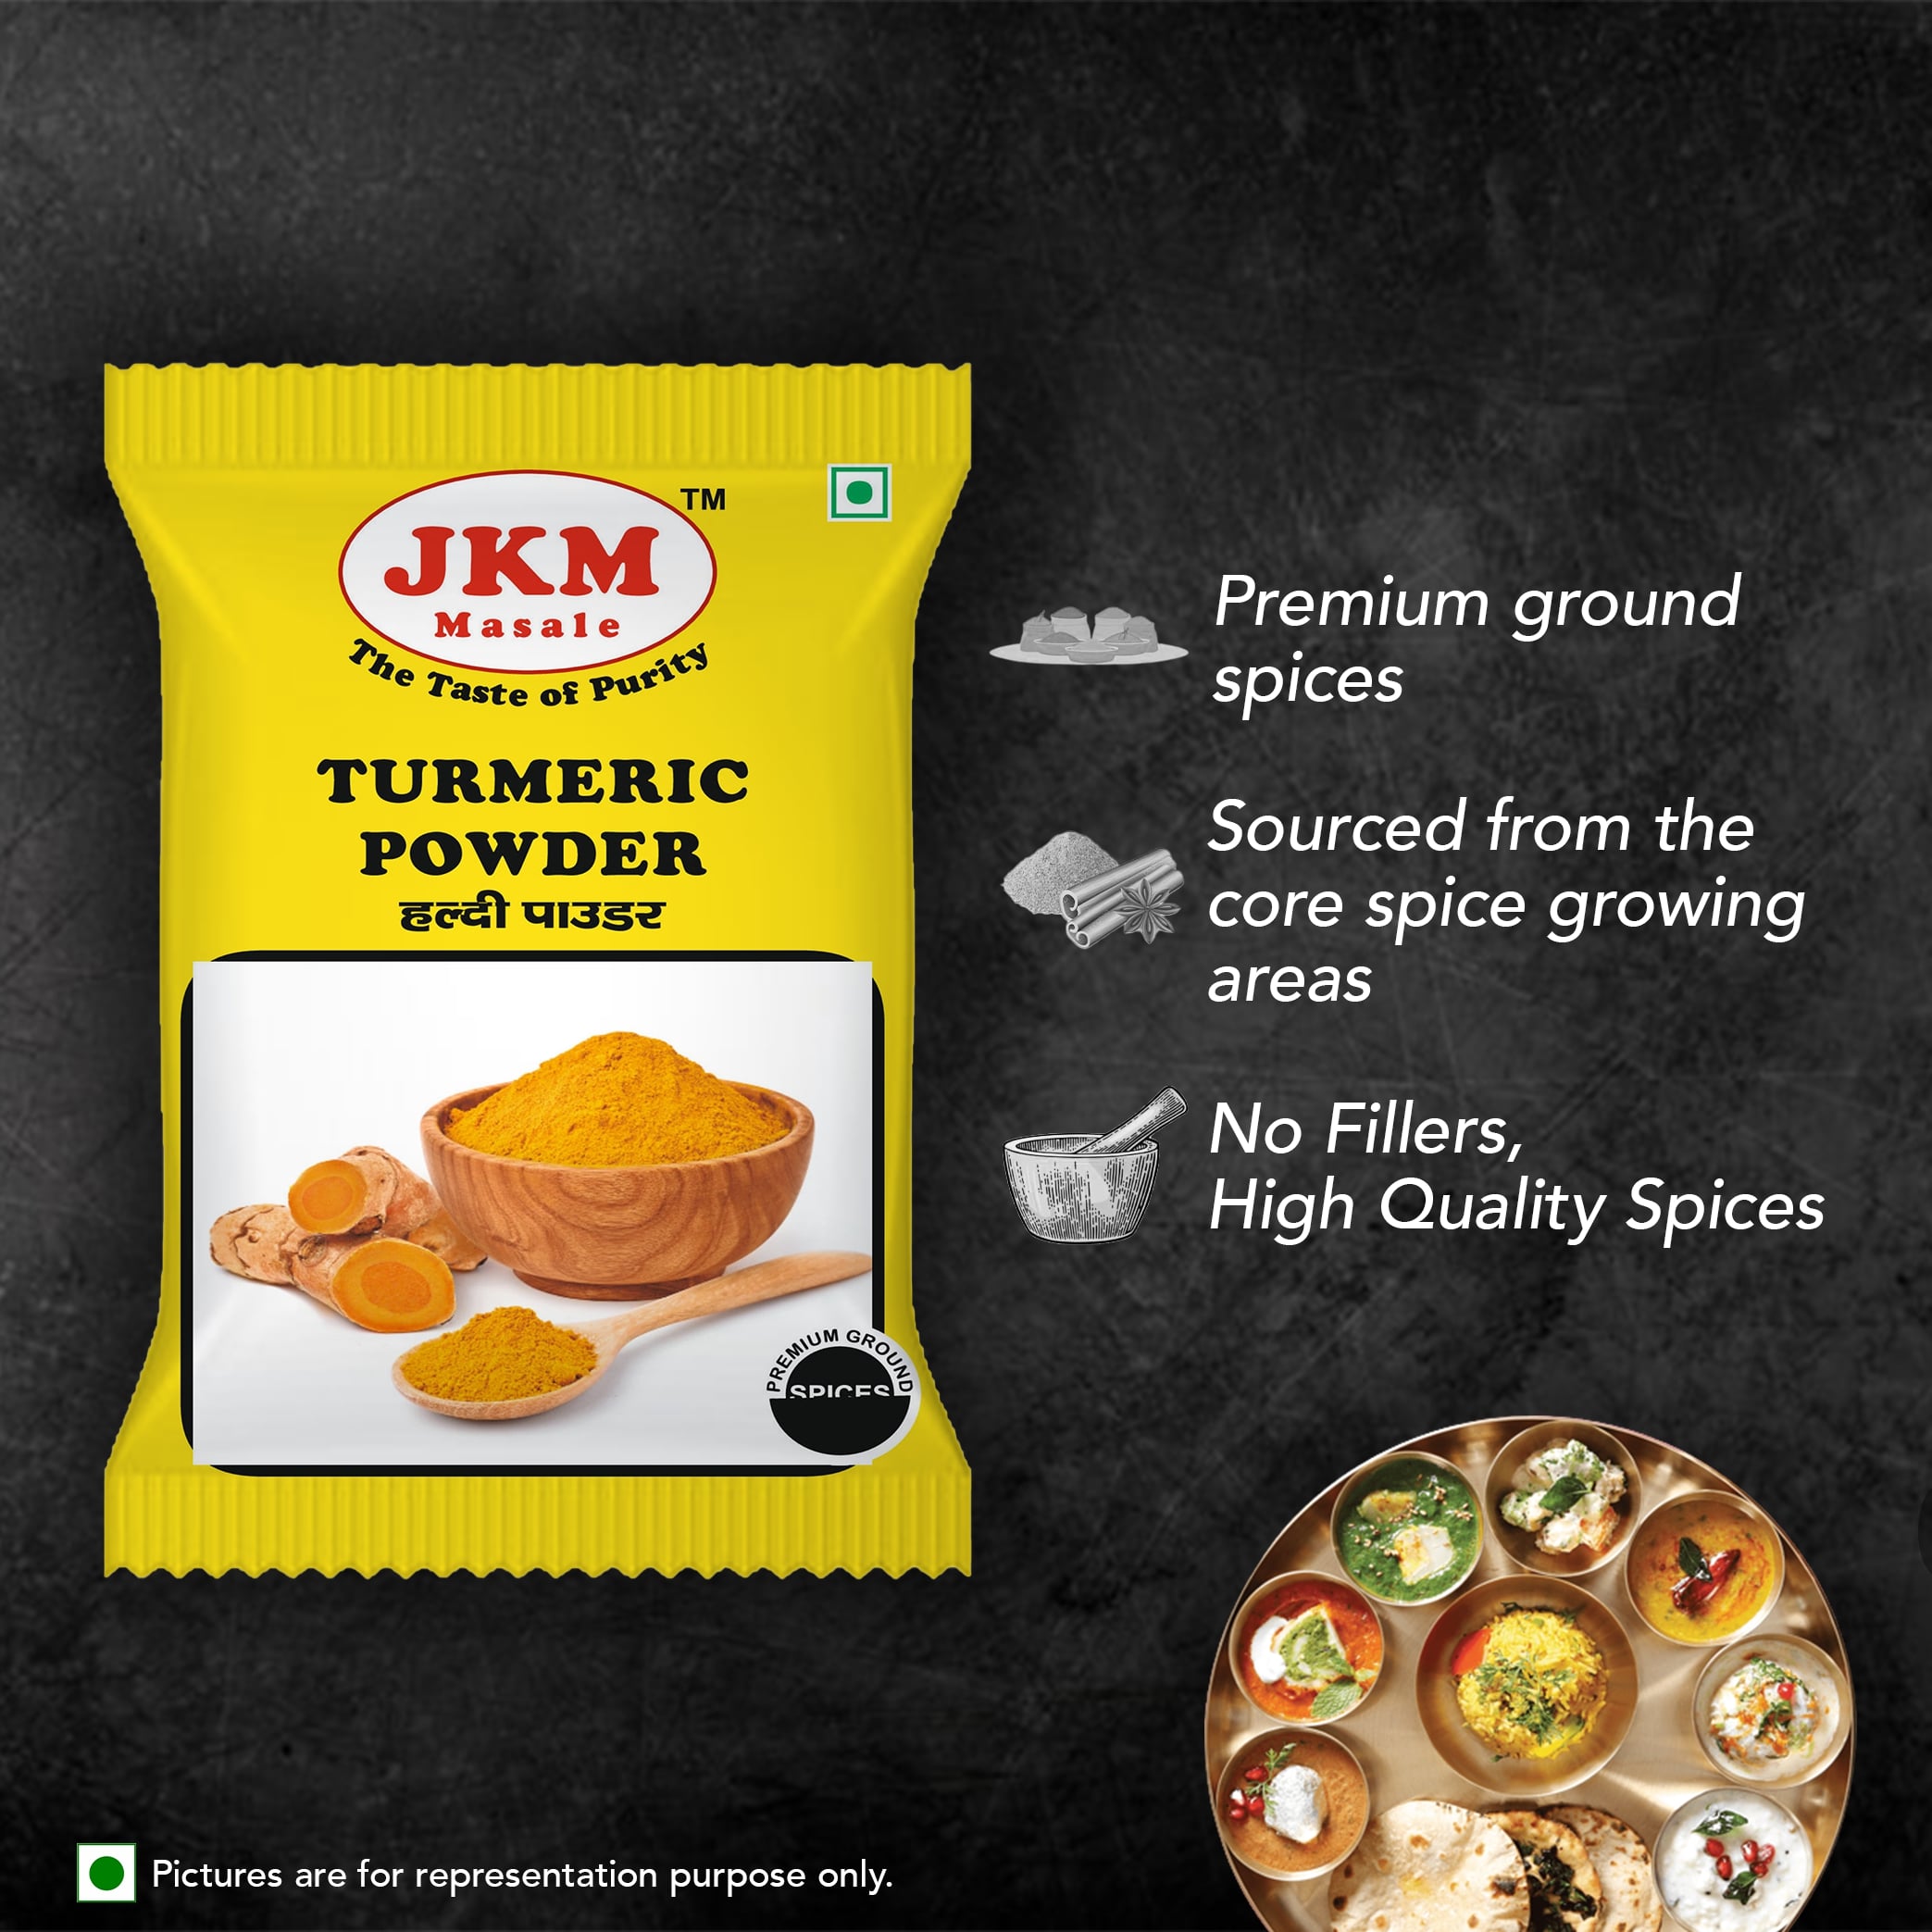 JKM
TM
Masale
The Taste of Purity
TURMERIC
POWDER
हल्दी पाउडर
PREMIUM GROUND
SPICES
Premium ground
spices
Sourced from the
core spice growing
areas
No Fillers,
High Quality Spices
Pictures are for representation purpose only.